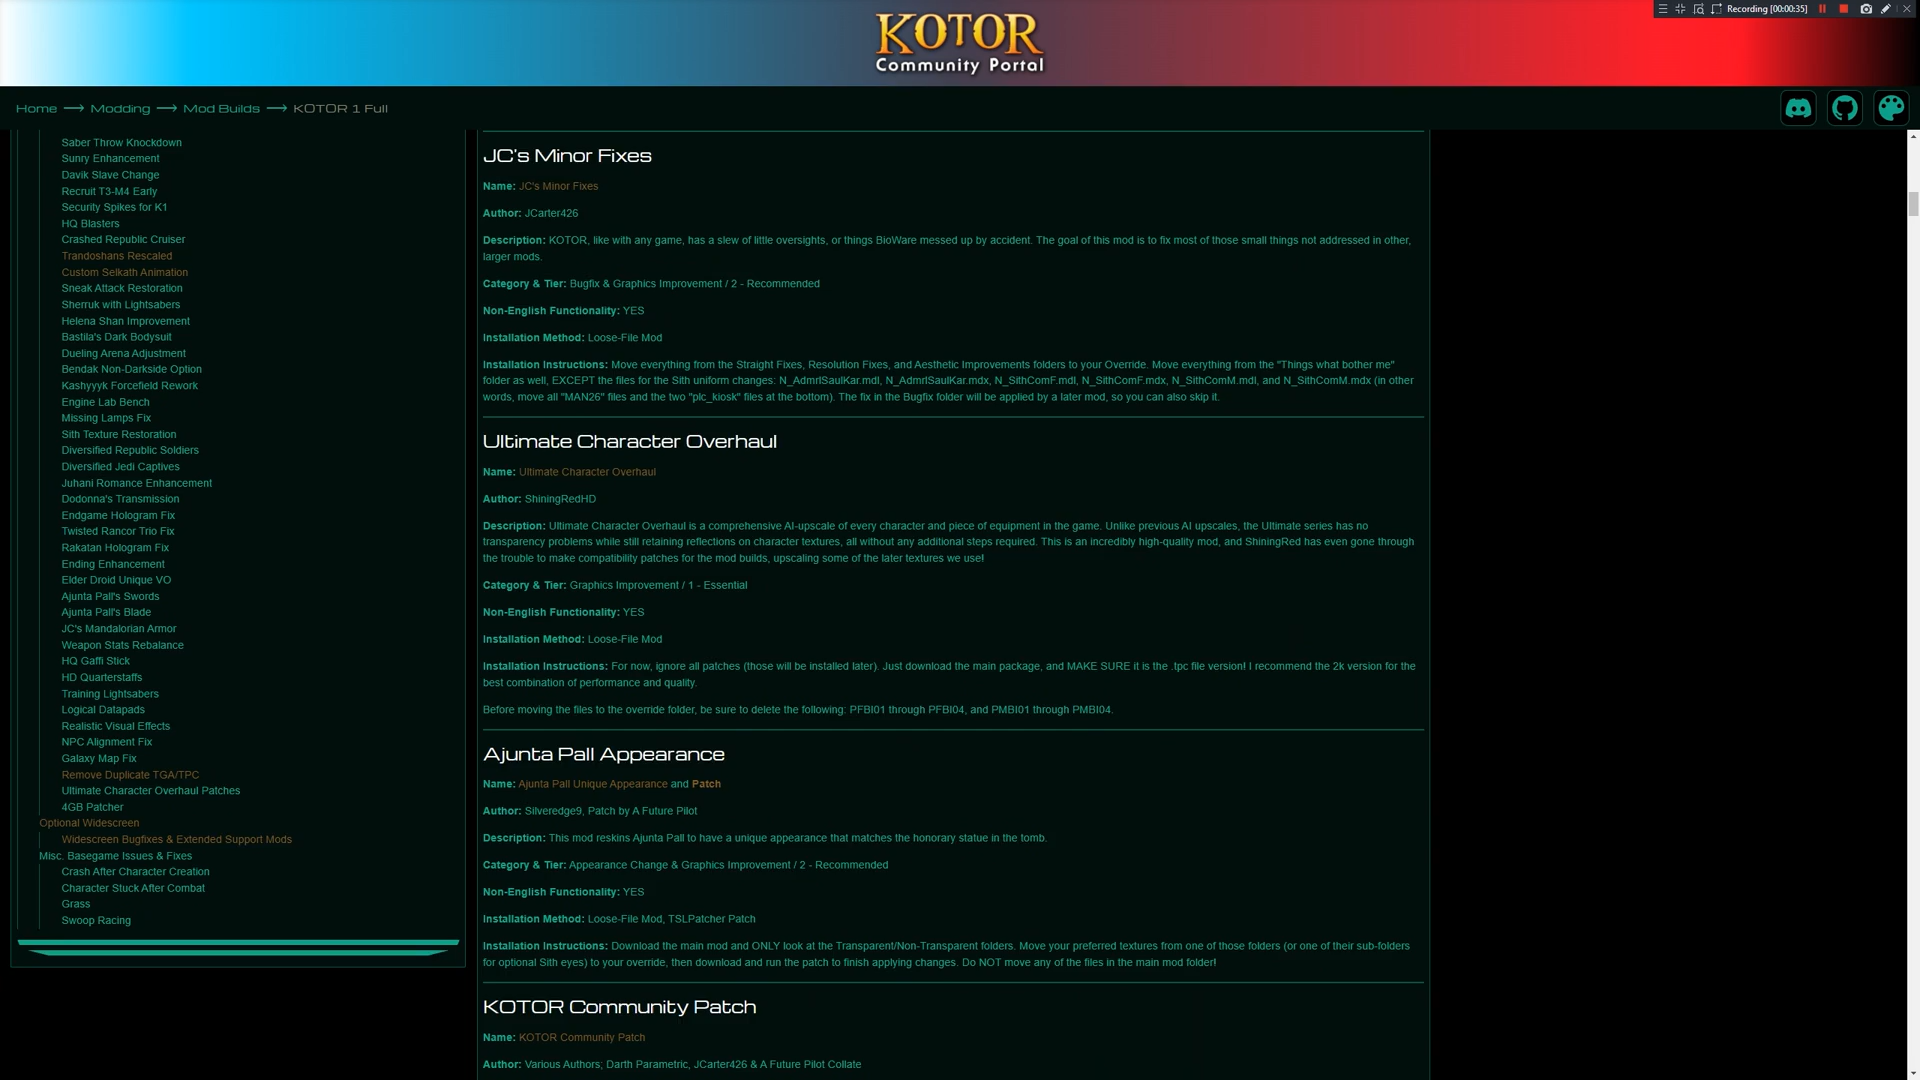 KOTOR
Community Portal
Recording [00:00:35]
Home → Modding → Mod Builds → KOTOR 1 Full
Saber Throw Knockdown
Sunry Enhancement
Davik Slave Change
Recruit T3-M4 Early
Security Spikes for K1
HQ Blasters
Crashed Republic Cruiser
Trandoshans Rescaled
Custom Selkath Animation
Sneak Attack Restoration
Sherruk with Lightsabers
Helena Shan Improvement
Bastila's Dark Bodysuit
Dueling Arena Adjustment
Bendak Non-Darkside Option
Kashyyyk Forcefield Rework
Engine Lab Bench
Missing Lamps Fix
Sith Texture Restoration
Diversified Republic Soldiers
Diversified Jedi Captives
Juhani Romance Enhancement
Dodonna's Transmission
Endgame Hologram Fix
Twisted Rancor Trio Fix
Rakatan Hologram Fix
Ending Enhancement
Elder Droid Unique VO
Ajunta Pall's Swords
Ajunta Pall's Blade
JC's Mandalorian Armor
Weapon Stats Rebalance
HQ Gaffi Stick
HD Quarterstaffs
Training Lightsabers
Logical Datapads
Realistic Visual Effects
NPC Alignment Fix
Galaxy Map Fix
Remove Duplicate TGA/TPC
Ultimate Character Overhaul Patches
4GB Patcher
Optional Widescreen
Widescreen Bugfixes & Extended Support Mods
Misc. Basegame Issues & Fixes
Crash After Character Creation
Character Stuck After Combat
Grass
Swoop Racing
JC's Minor Fixes
Name: JC's Minor Fixes
Author: JCarter426
Description: KOTOR, like with any game, has a slew of little oversights, or things BioWare messed up by accident. The goal of this mod is to fix most of those small things not addressed in other,
larger mods.
Category & Tier: Bugfix & Graphics Improvement / 2 - Recommended
Non-English Functionality: YES
Installation Method: Loose-File Mod
Installation Instructions: Move everything from the Straight Fixes, Resolution Fixes, and Aesthetic Improvements folders to your Override. Move everything from the "Things what bother me"
folder as well, EXCEPT the files for the Sith uniform changes: N_AdmrlSaulKar.mdl, N_AdmrlSaulKar.mdx, N_SithComF.mdl, N_SithComF.mdx, N_SithComM.mdl, and N_SithComM.mdx (in other
words, move all "MAN26" files and the two "plc_kiosk" files at the bottom). The fix in the Bugfix folder will be applied by a later mod, so you can also skip it.
Ultimate Character Overhaul
Name: Ultimate Character Overhaul
Author: ShiningRedHD
Description: Ultimate Character Overhaul is a comprehensive AI-upscale of every character and piece of equipment in the game. Unlike previous AI upscales, the Ultimate series has no
transparency problems while still retaining reflections on character textures, all without any additional steps required. This is an incredibly high-quality mod, and ShiningRed has even gone through
the trouble to make compatibility patches for the mod builds, upscaling some of the later textures we use!
Category & Tier: Graphics Improvement / 1 - Essential
Non-English Functionality: YES
Installation Method: Loose-File Mod
Installation Instructions: For now, ignore all patches (those will be installed later). Just download the main package, and MAKE SURE it is the .tpc file version! I recommend the 2k version for the
best combination of performance and quality.
Before moving the files to the override folder, be sure to delete the following: PFBI01 through PFBI04, and PMBI01 through PMBI04.
Ajunta Pall Appearance
Name: Ajunta Pall Unique Appearance and Patch
Author: Silveredge9, Patch by A Future Pilot
Description: This mod reskins Ajunta Pall to have a unique appearance that matches the honorary statue in the tomb.
Category & Tier: Appearance Change & Graphics Improvement / 2 - Recommended
Non-English Functionality: YES
Installation Method: Loose-File Mod, TSLPatcher Patch
Installation Instructions: Download the main mod and ONLY look at the Transparent/Non-Transparent folders. Move your preferred textures from one of those folders (or one of their sub-folders
for optional Sith eyes) to your override, then download and run the patch to finish applying changes. Do NOT move any of the files in the main mod folder!
KOTOR Community Patch
Name: KOTOR Community Patch
Author: Various Authors; Darth Parametric, JCarter426 & A Future Pilot Collate